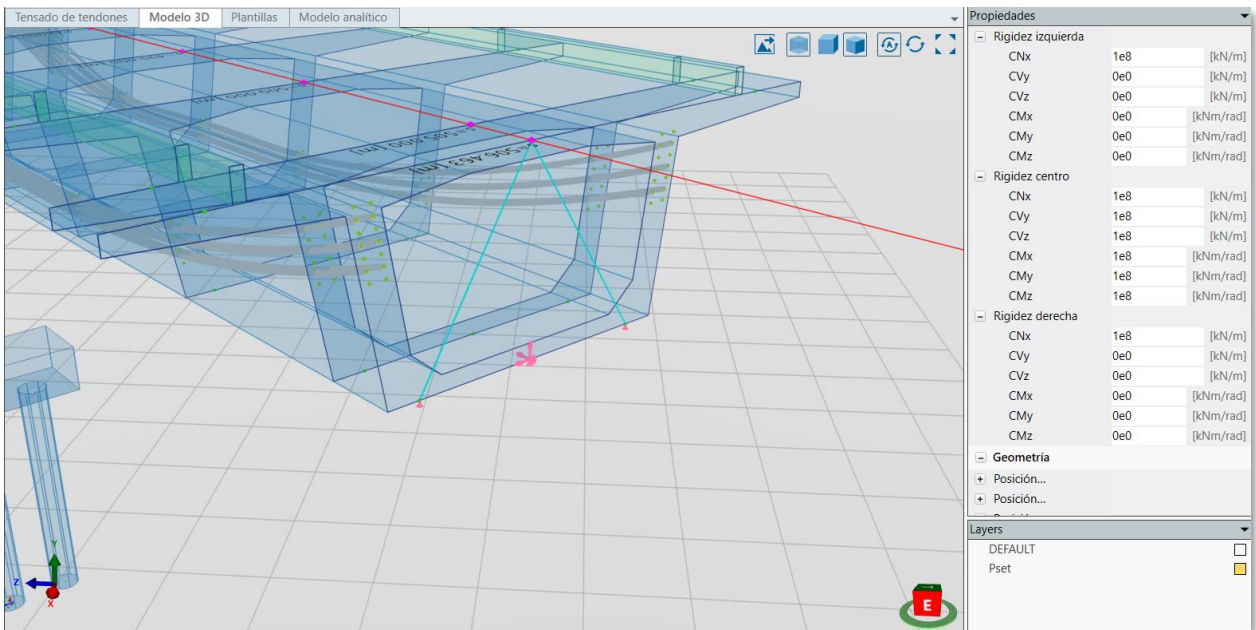 Tensado de tendones Modelo 3D Plantillas Modelo analítico
Propiedades
Rigidez izquierda
CNx 1e8 [kN/m]
CVy 0e0 [kN/m]
CVz 0e0 [kN/m]
CMx 0e0 [kNm/rad]
CMy 0e0 [kNm/rad]
CMz 0e0 [kNm/rad]
Rigidez centro
CNx 1e8 [kN/m]
CVy 1e8 [kN/m]
CVz 1e8 [kN/m]
CMx 1e8 [kNm/rad]
CMy 1e8 [kNm/rad]
CMz 1e8 [kNm/rad]
Rigidez derecha
CNx 1e8 [kN/m]
CVy 0e0 [kN/m]
CVz 0e0 [kN/m]
CMx 0e0 [kNm/rad]
CMy 0e0 [kNm/rad]
CMz 0e0 [kNm/rad]
Geometría
Posición...
Posición...
Layers
DEFAULT
Pset
A
Y
Z
X
E